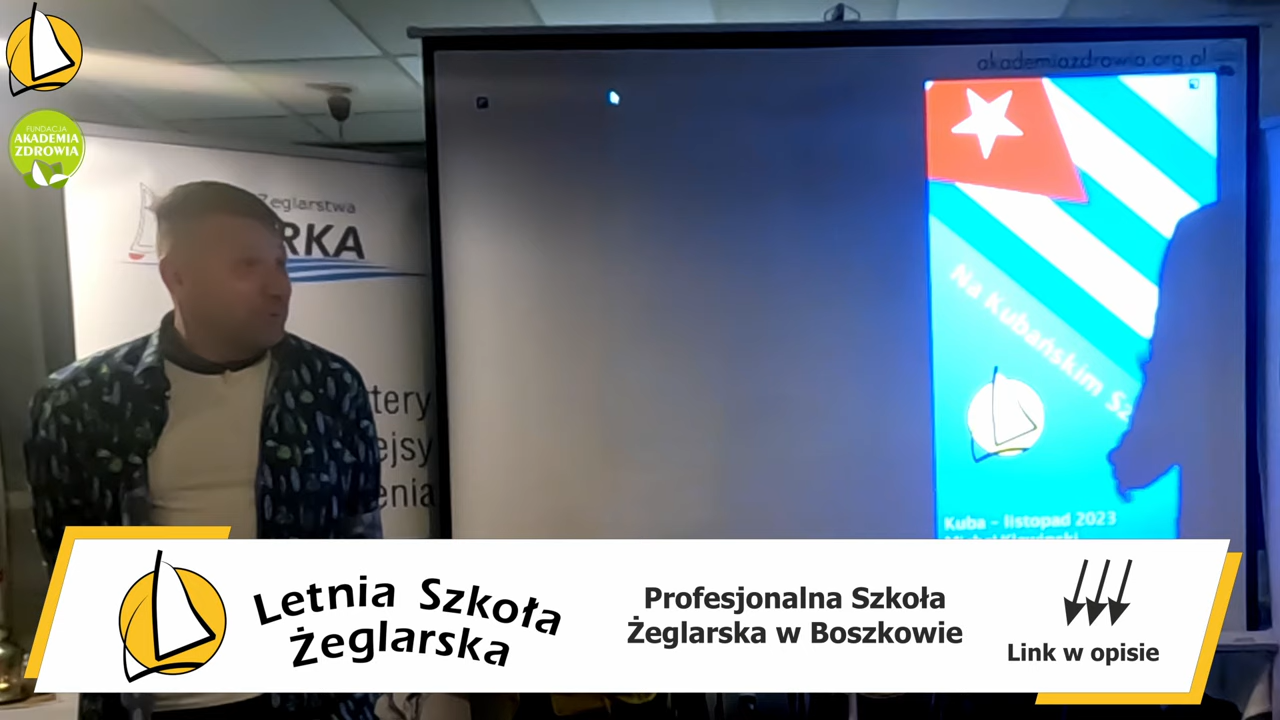 FUNDACJA
AKADEMIA
ZDROWIA
Żeglarstwa
RKA
tery
ejsy
enia
akademiazdrowia.org.pl
Na Kubańskim Sz
Kuba - listopad 2023
Letnia Szkoła
Żeglarska
Profesjonalna Szkoła
Żeglarska w Boszkowie
Link w opisie